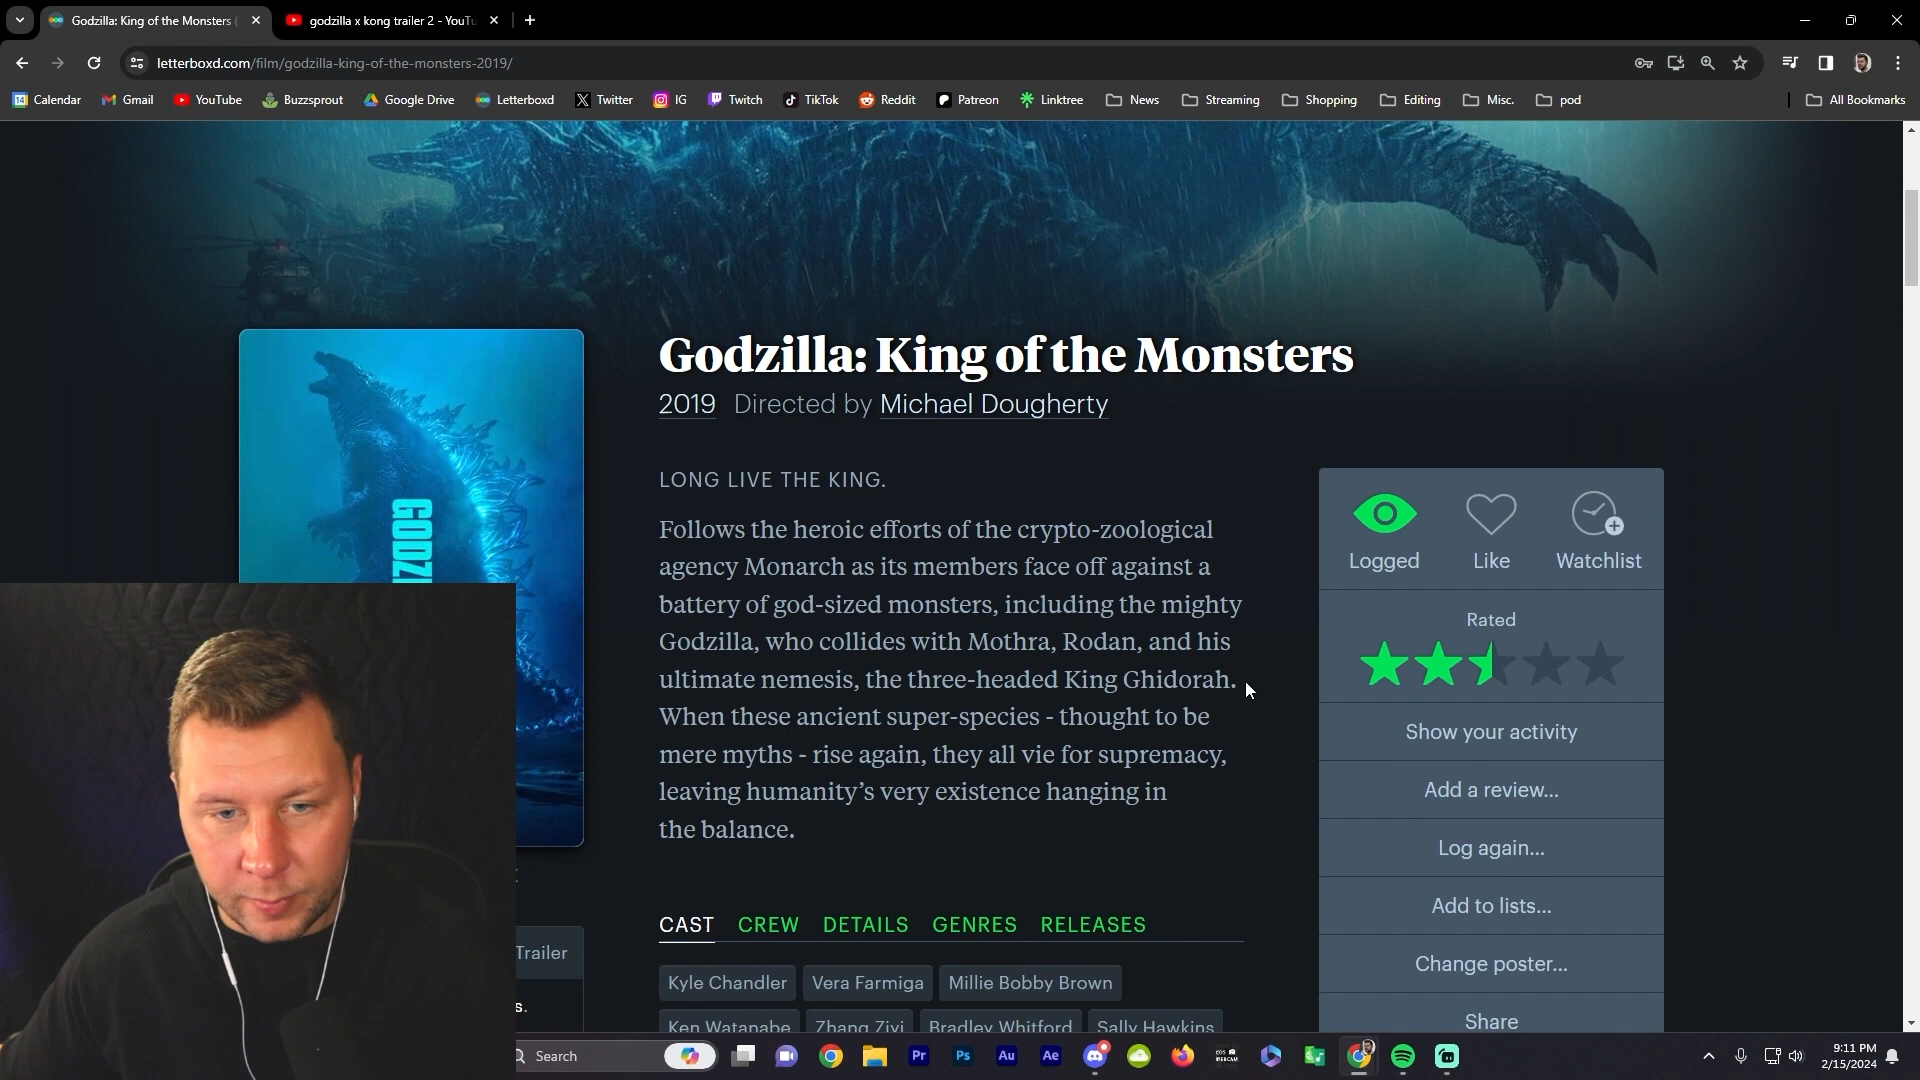 Godzilla: King of the Monsters (
godzilla x kong trailer 2 - YouTu
letterboxd.com/film/godzilla-king-of-the-monsters-2019/
14 Calendar Gmail YouTube Buzzsprout Google Drive Letterboxd Twitter IG Twitch TikTok Reddit Patreon Linktree News Streaming Shopping Editing Misc. pod All Bookmarks
GODZI
Godzilla: King of the Monsters
2019 Directed by Michael Dougherty
LONG LIVE THE KING.
Follows the heroic efforts of the crypto-zoological
agency Monarch as its members face off against a
battery of god-sized monsters, including the mighty
Godzilla, who collides with Mothra, Rodan, and his
ultimate nemesis, the three-headed King Ghidorah.
When these ancient super-species - thought to be
mere myths - rise again, they all vie for supremacy,
leaving humanity’s very existence hanging in
the balance.
Logged Like Watchlist
Rated
Show your activity
Add a review...
Log again...
Add to lists...
Change poster...
Share
Trailer
s.
CAST CREW DETAILS GENRES RELEASES
Kyle Chandler Vera Farmiga Millie Bobby Brown
Ken Watanabe Zhang Ziyi Bradley Whitford Sally Hawkins
Search
Pr Ps Au Ae
9:11 PM
2/15/2024